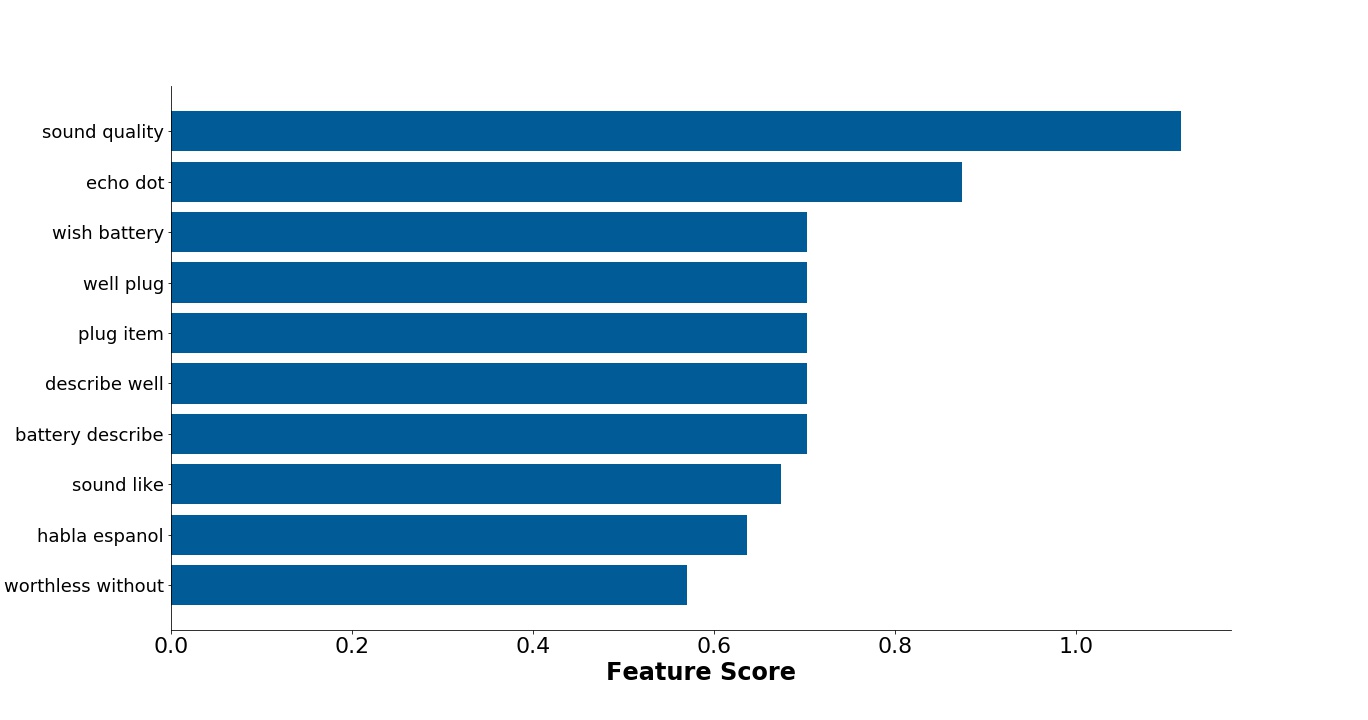 sound quality
echo dot
wish battery
well plug
plug item
describe well
battery describe
sound like
habla espanol
worthless without
0.0 0.2 0.4 0.6 0.8 1.0
Feature Score